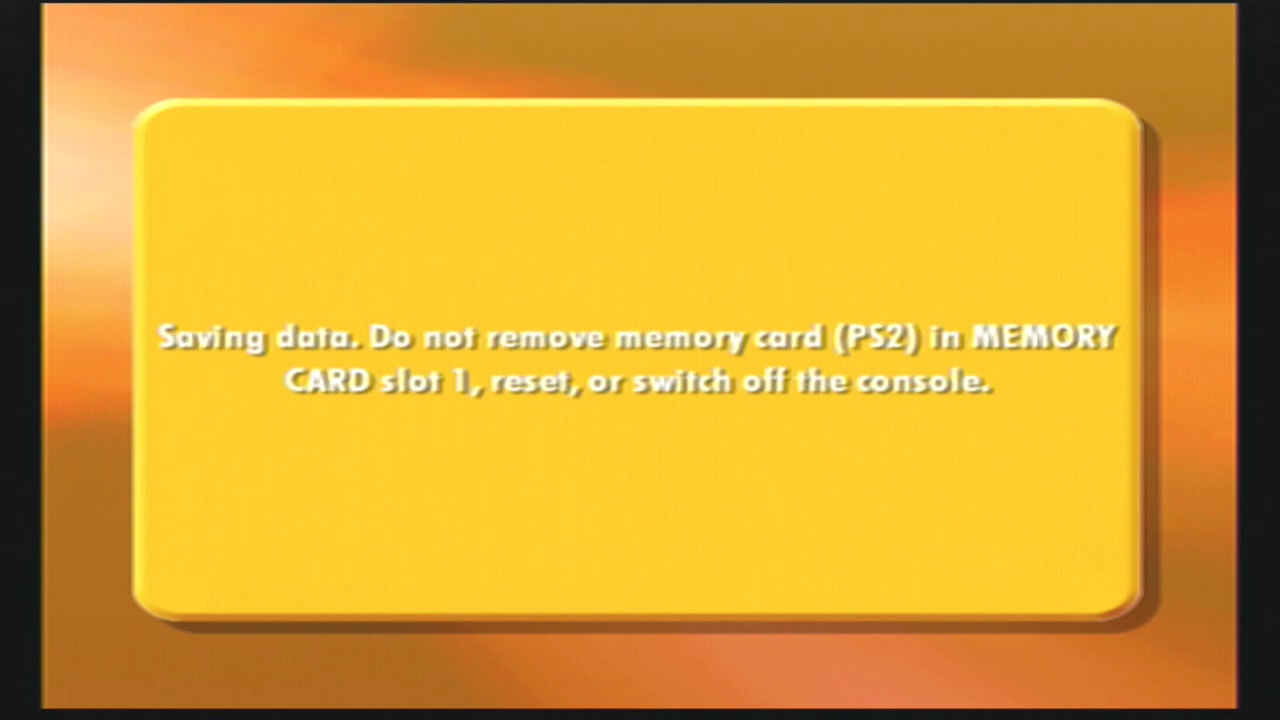 Saving data. Do not remove memory card (PS2) in MEMORY
CARD slot 1, reset, or switch off the console.